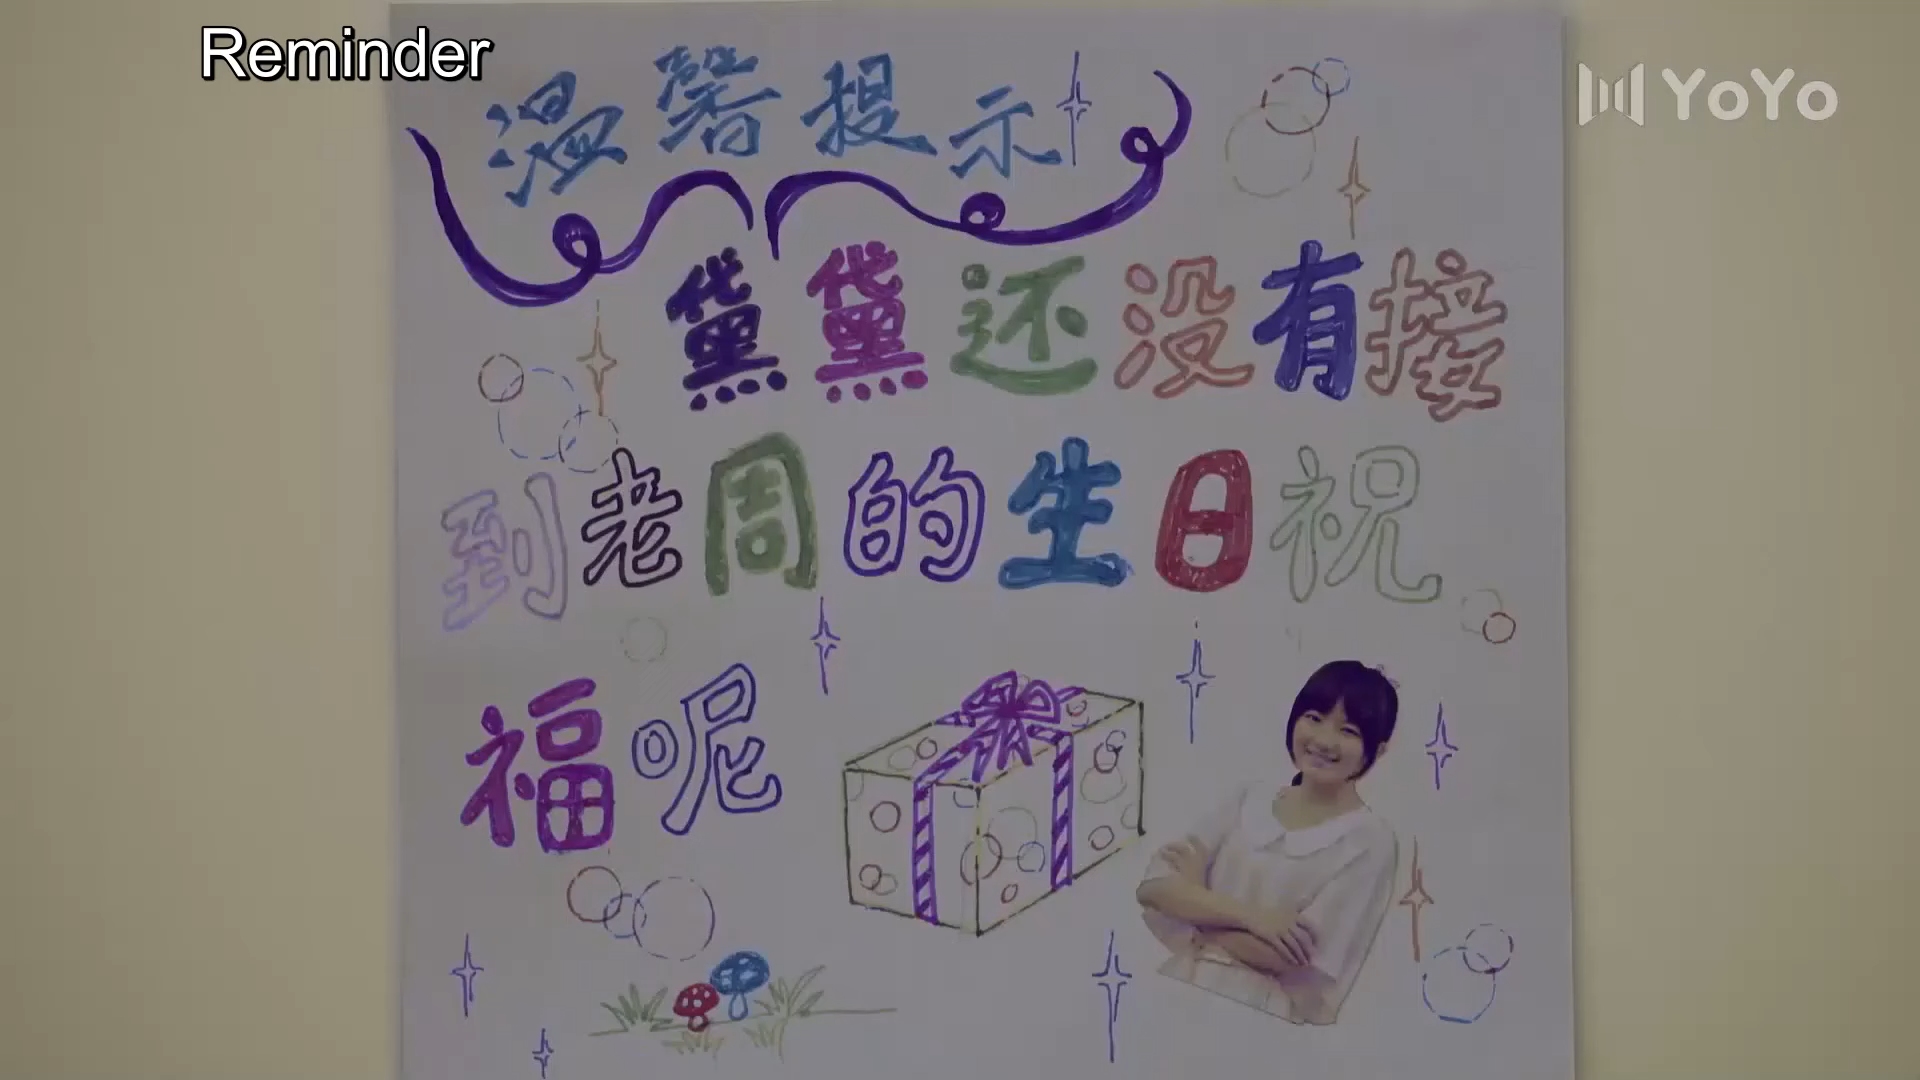 Reminder
YoYo
温馨提示
黛黛还没有接
到老周的生日祝
福呢